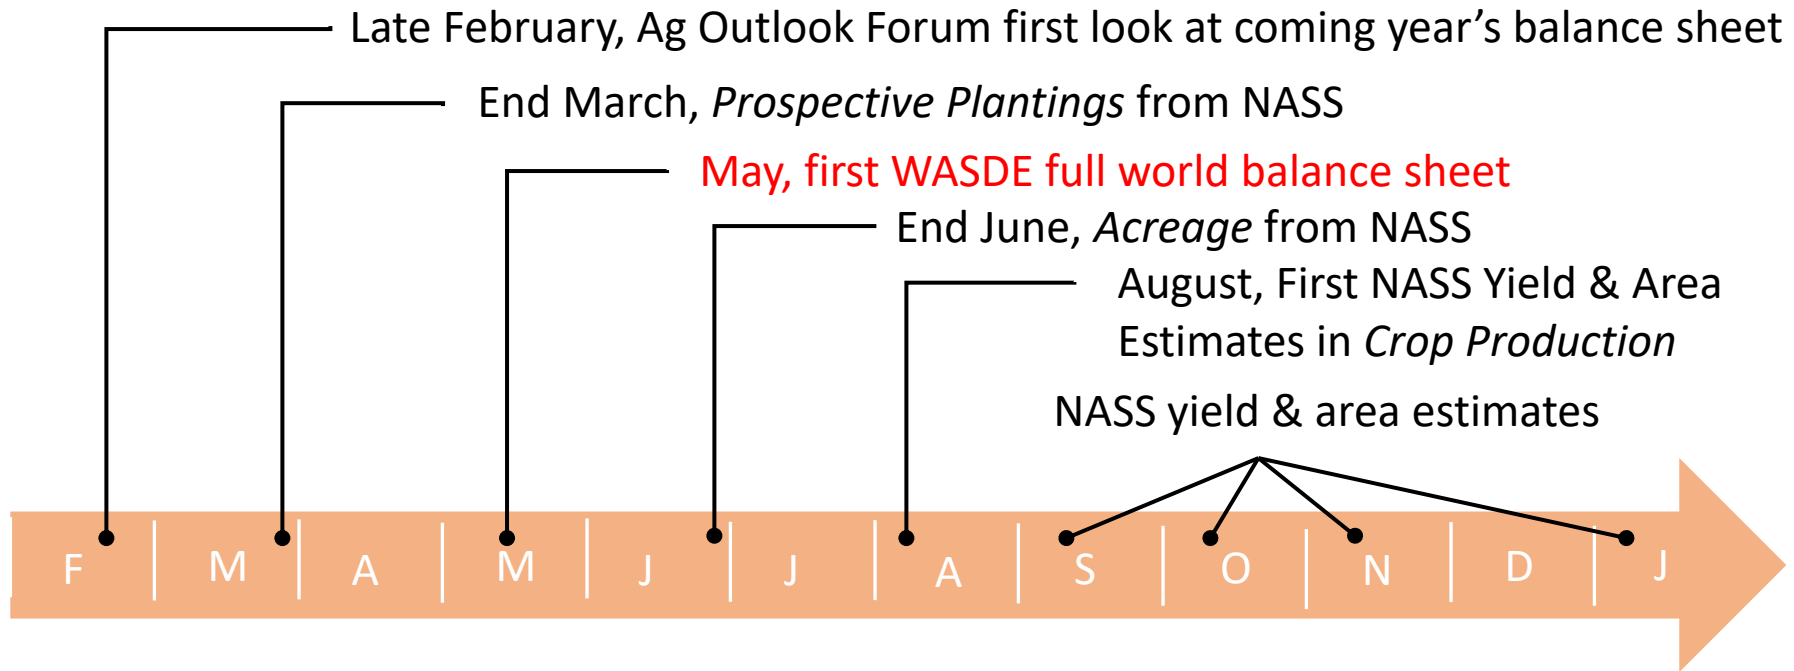 Late February, Ag Outlook Forum first look at coming year’s balance sheet
End March, Prospective Plantings from NASS
May, first WASDE full world balance sheet
End June, Acreage from NASS
August, First NASS Yield & Area
Estimates in Crop Production
NASS yield & area estimates
F M A M J J A S O N D J